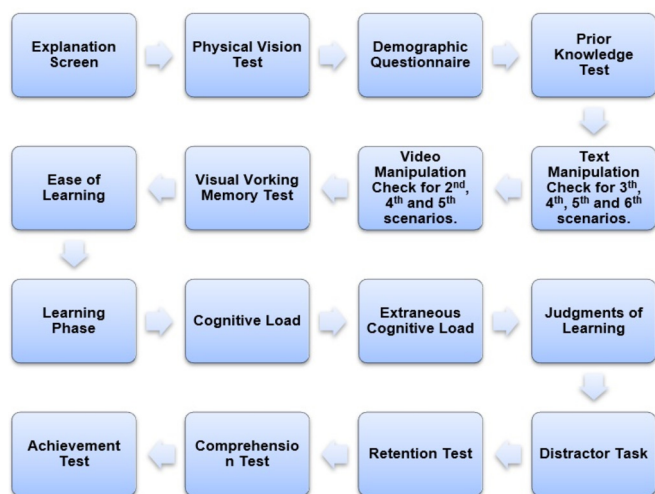 Explanation
Screen
Physical Vision
Test
Demographic
Questionnaire
Prior
Knowledge
Test
Text
Manipulation
Check for 3th,
4th, 5th and 6th
scenarios.
Video
Manipulation
Check for 2nd,
4th and 5th
scenarios.
Visual Vorking
Memory Test
Ease of
Learning
Learning
Phase
Cognitive Load
Extraneous
Cognitive Load
Judgments of
Learning
Distractor Task
Retention Test
Comprehensio
n Test
Achievement
Test